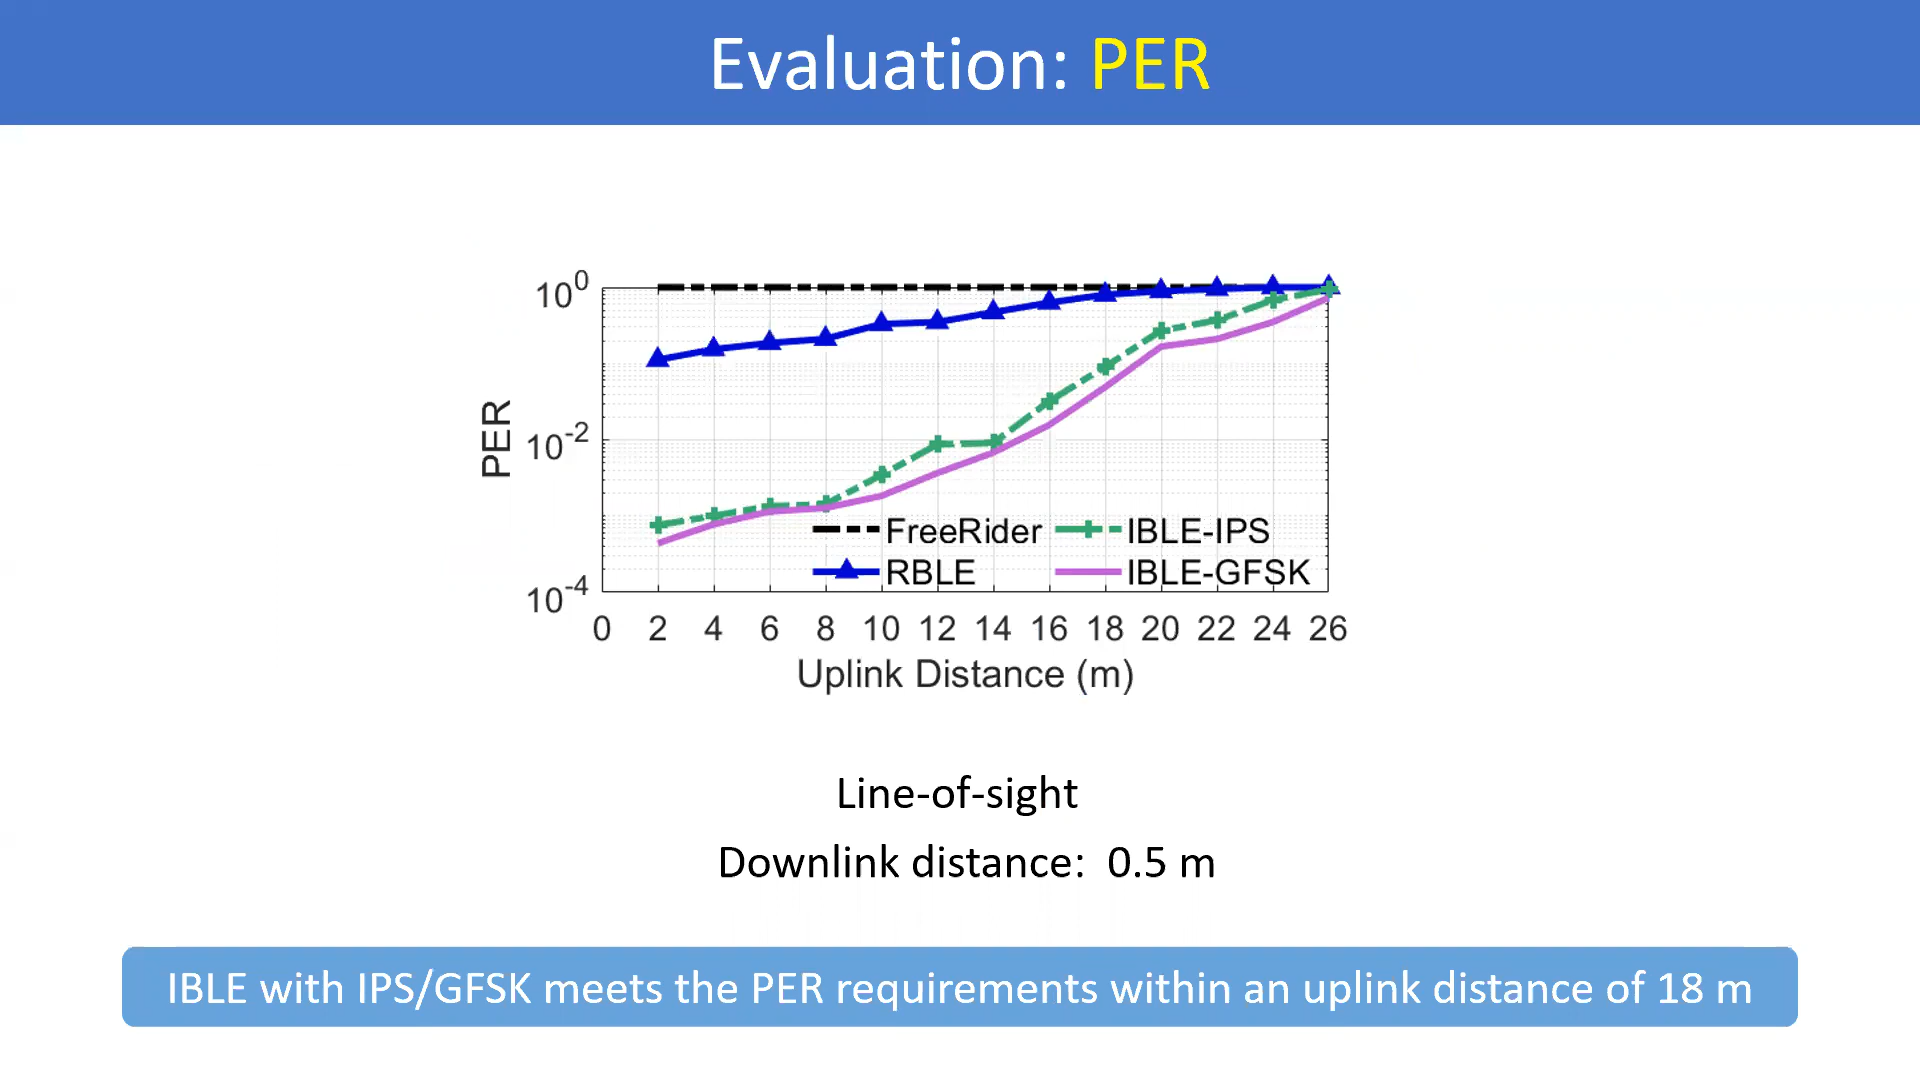 Evaluation: PER
10^0
10^-2
10^-4
PER
FreeRider IBLE-IPS
RBLE IBLE-GFSK
0 2 4 6 8 10 12 14 16 18 20 22 24 26
Uplink Distance (m)
Line-of-sight
Downlink distance: 0.5 m
IBLE with IPS/GFSK meets the PER requirements within an uplink distance of 18 m